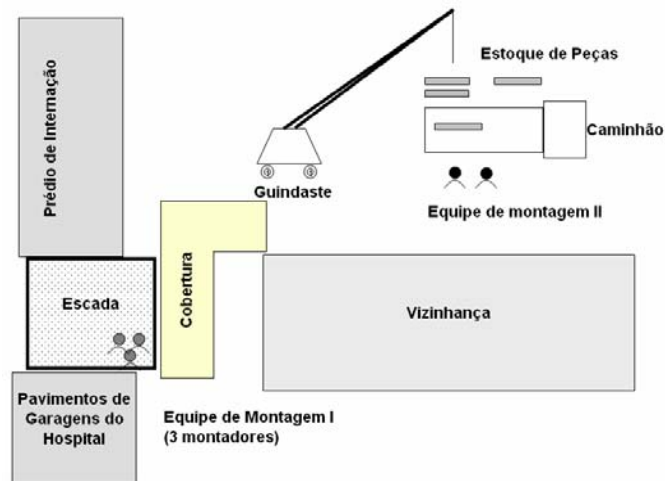 Prédio de Internação
Estoque de Peças
Caminhão
Guindaste
Equipe de montagem II
Cobertura
Escada
Vizinhança
Pavimentos de
Garagens do
Hospital
Equipe de Montagem I
(3 montadores)